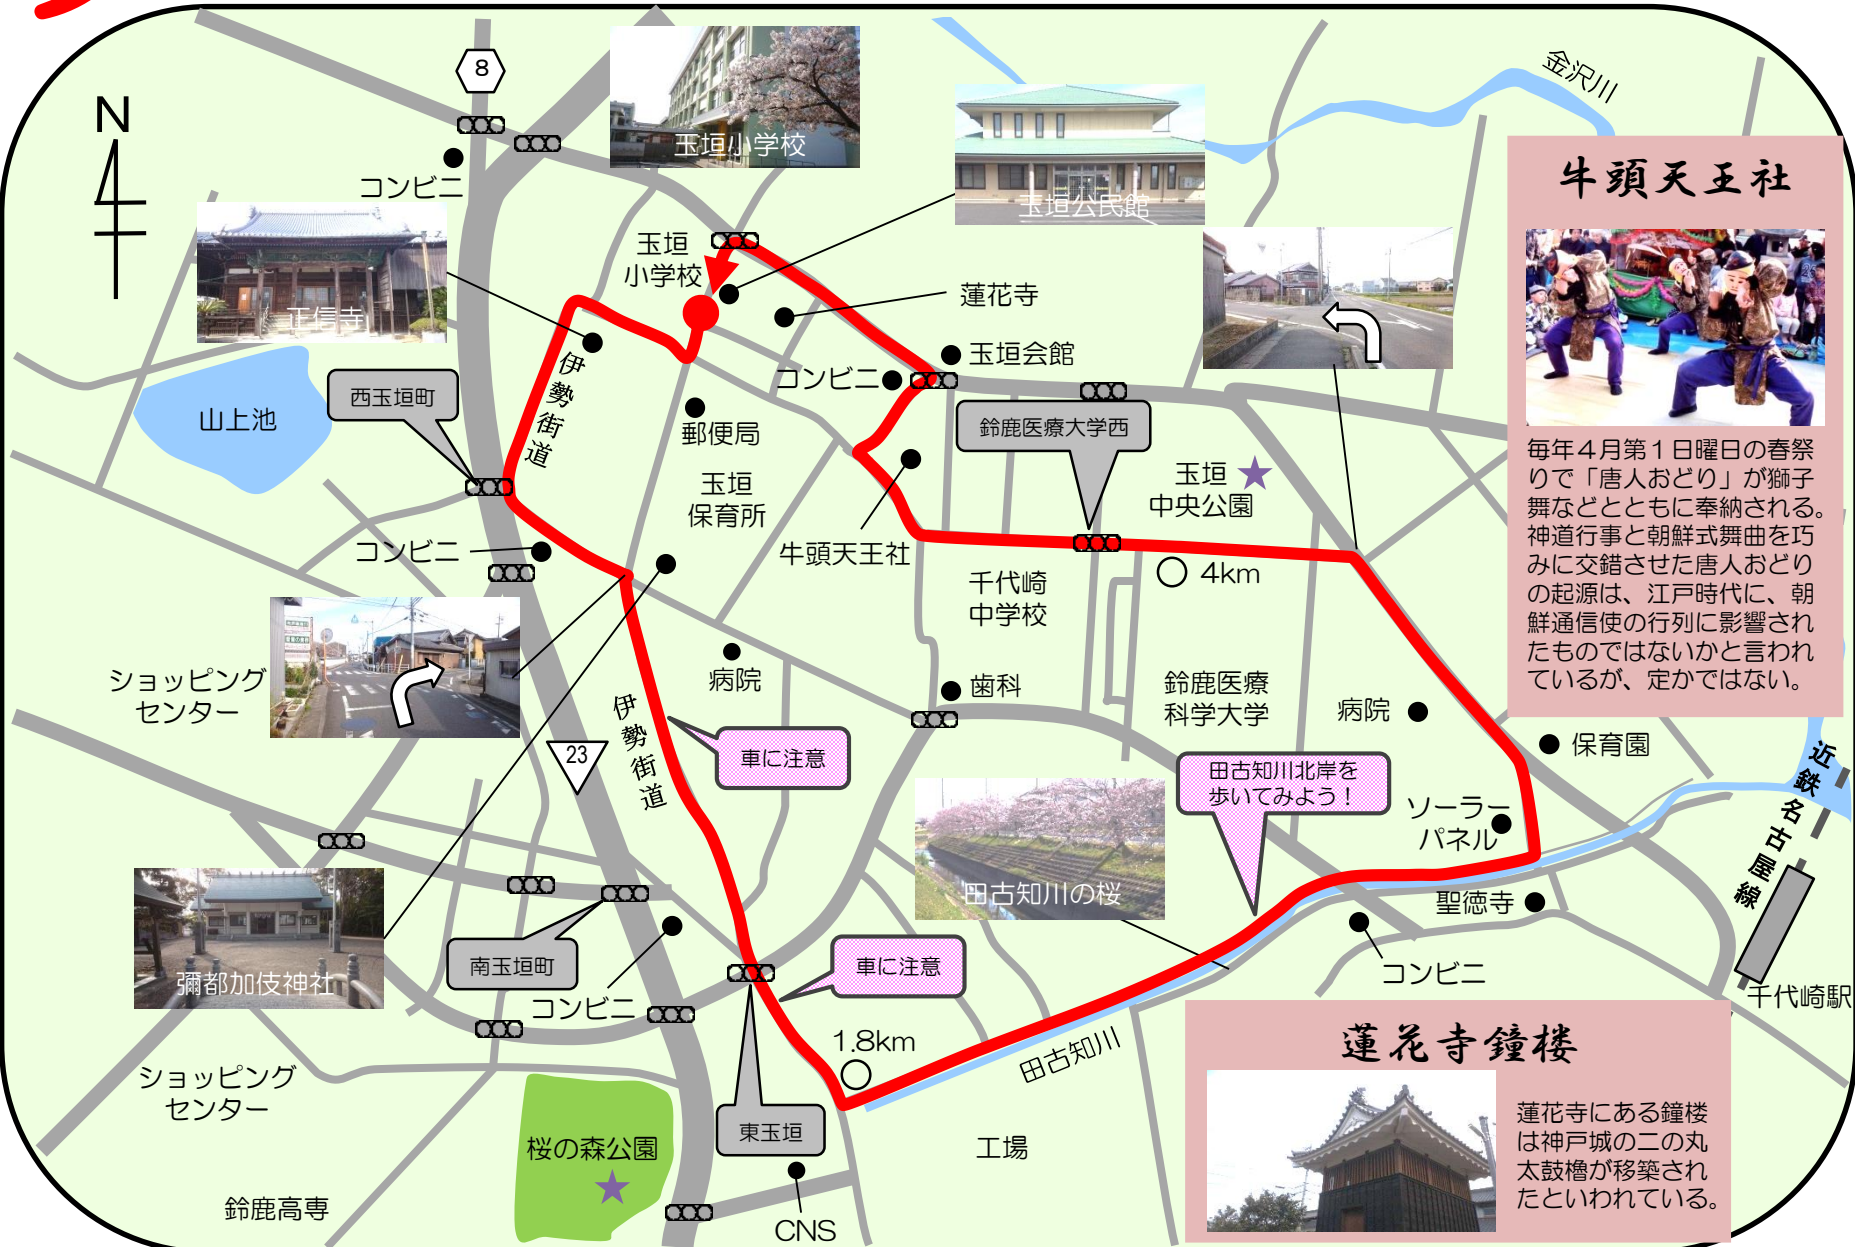 8
N
コンビニ
玉垣小学校
玉垣公民館
金沢川
正信寺
玉垣
小学校
蓮花寺
玉垣会館
コンビニ
伊勢街道
西玉垣町
山上池
郵便局
鈴鹿医療大学西
玉垣
中央公園
玉垣
保育所
コンビニ
牛頭天王社
4km
千代崎
中学校
ショッピング
センター
病院
歯科
鈴鹿医療
科学大学
病院
保育園
伊勢街道
車に注意
23
田古知川北岸を
歩いてみよう！
ソーラー
パネル
近鉄名古屋線
田古知川の桜
聖徳寺
彌都加伎神社
南玉垣町
コンビニ
車に注意
コンビニ
千代崎駅
1.8km
田古知川
ショッピング
センター
東玉垣
桜の森公園
工場
鈴鹿高専
CNS
牛頭天王社
毎年４月第１日曜日の春祭
りで「唐人おどり」が獅子
舞などとともに奉納される。
神道行事と朝鮮式舞曲を巧
みに交錯させた唐人おどり
の起源は、江戸時代に、朝
鮮通信使の行列に影響され
たものではないかと言われ
ているが、定かではない。
蓮花寺鐘楼
蓮花寺にある鐘楼
は神戸城の二の丸
太鼓櫓が移築され
たといわれている。